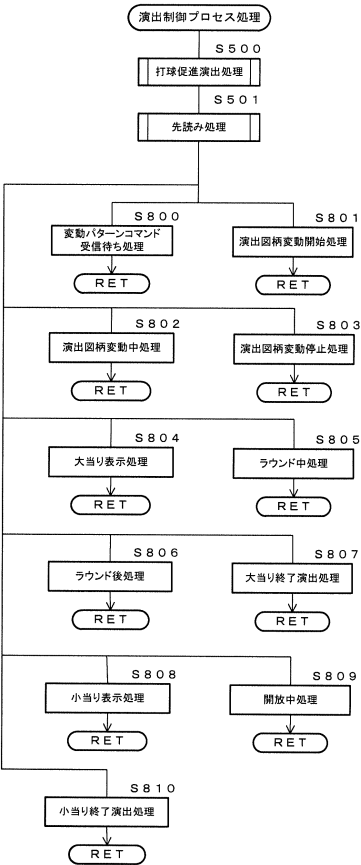 演出制御プロセス処理
S500
打球促進演出処理
S501
先読み処理
S800
変動パターンコマンド
受信待ち処理
RET
S801
演出図柄変動開始処理
RET
S802
演出図柄変動中処理
RET
S803
演出図柄変動停止処理
RET
S804
大当り表示処理
RET
S805
ラウンド中処理
RET
S806
ラウンド後処理
RET
S807
大当り終了演出処理
RET
S808
小当り表示処理
RET
S809
開放中処理
RET
S810
小当り終了演出処理
RET